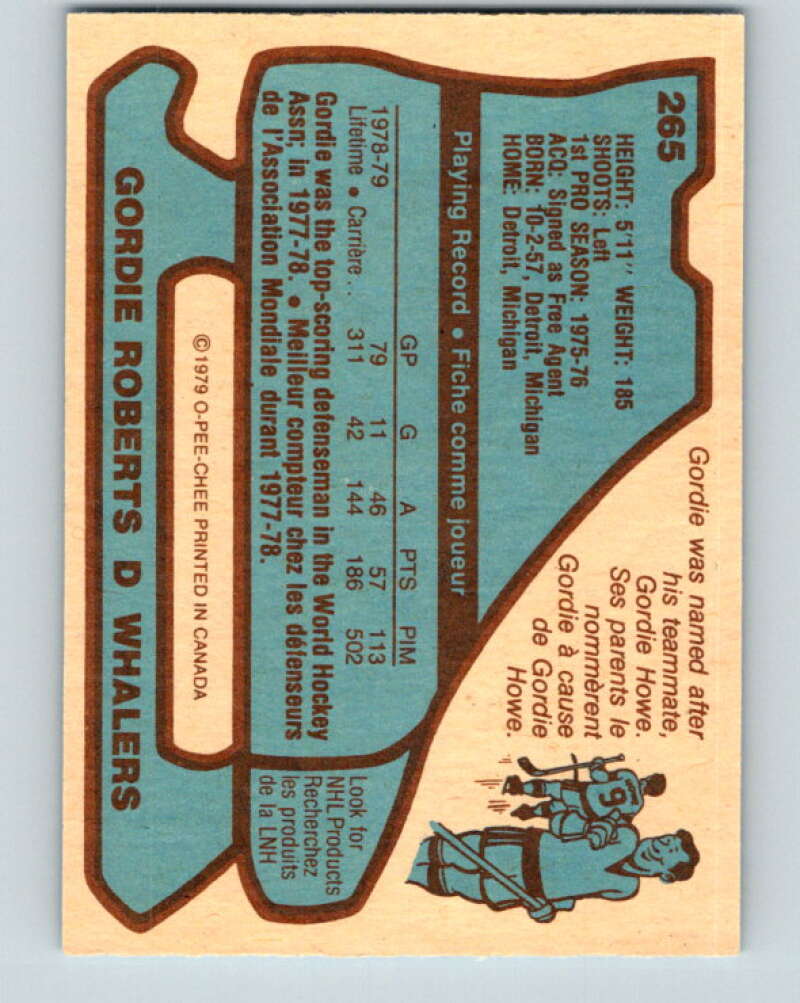 265
HEIGHT: 5'11" WEIGHT: 185
SHOOTS: Left
1st PRO SEASON: 1975-76
ACQ: Signed as Free Agent
BORN: 10-2-57, Detroit, Michigan
HOME: Detroit, Michigan
Gordie was named after
his teammate,
Gordie Howe.
Ses parents le
nommèrent
Gordie à cause
de Gordie
Howe.
9
Playing Record • Fiche comme joueur
GP G A PTS PIM
1978-79 79 11 46 57 113
Lifetime • Carrière . . 311 42 144 186 502
Gordie was the top-scoring defenseman in the World Hockey
Assn; in 1977-78. • Meilleur compteur chez les défenseurs
de l'Association Mondiale durant 1977-78.
Look for
NHL Products
Recherchez
les produits
de la LNH
©1979 O-PEE-CHEE PRINTED IN CANADA
GORDIE ROBERTS D WHALERS